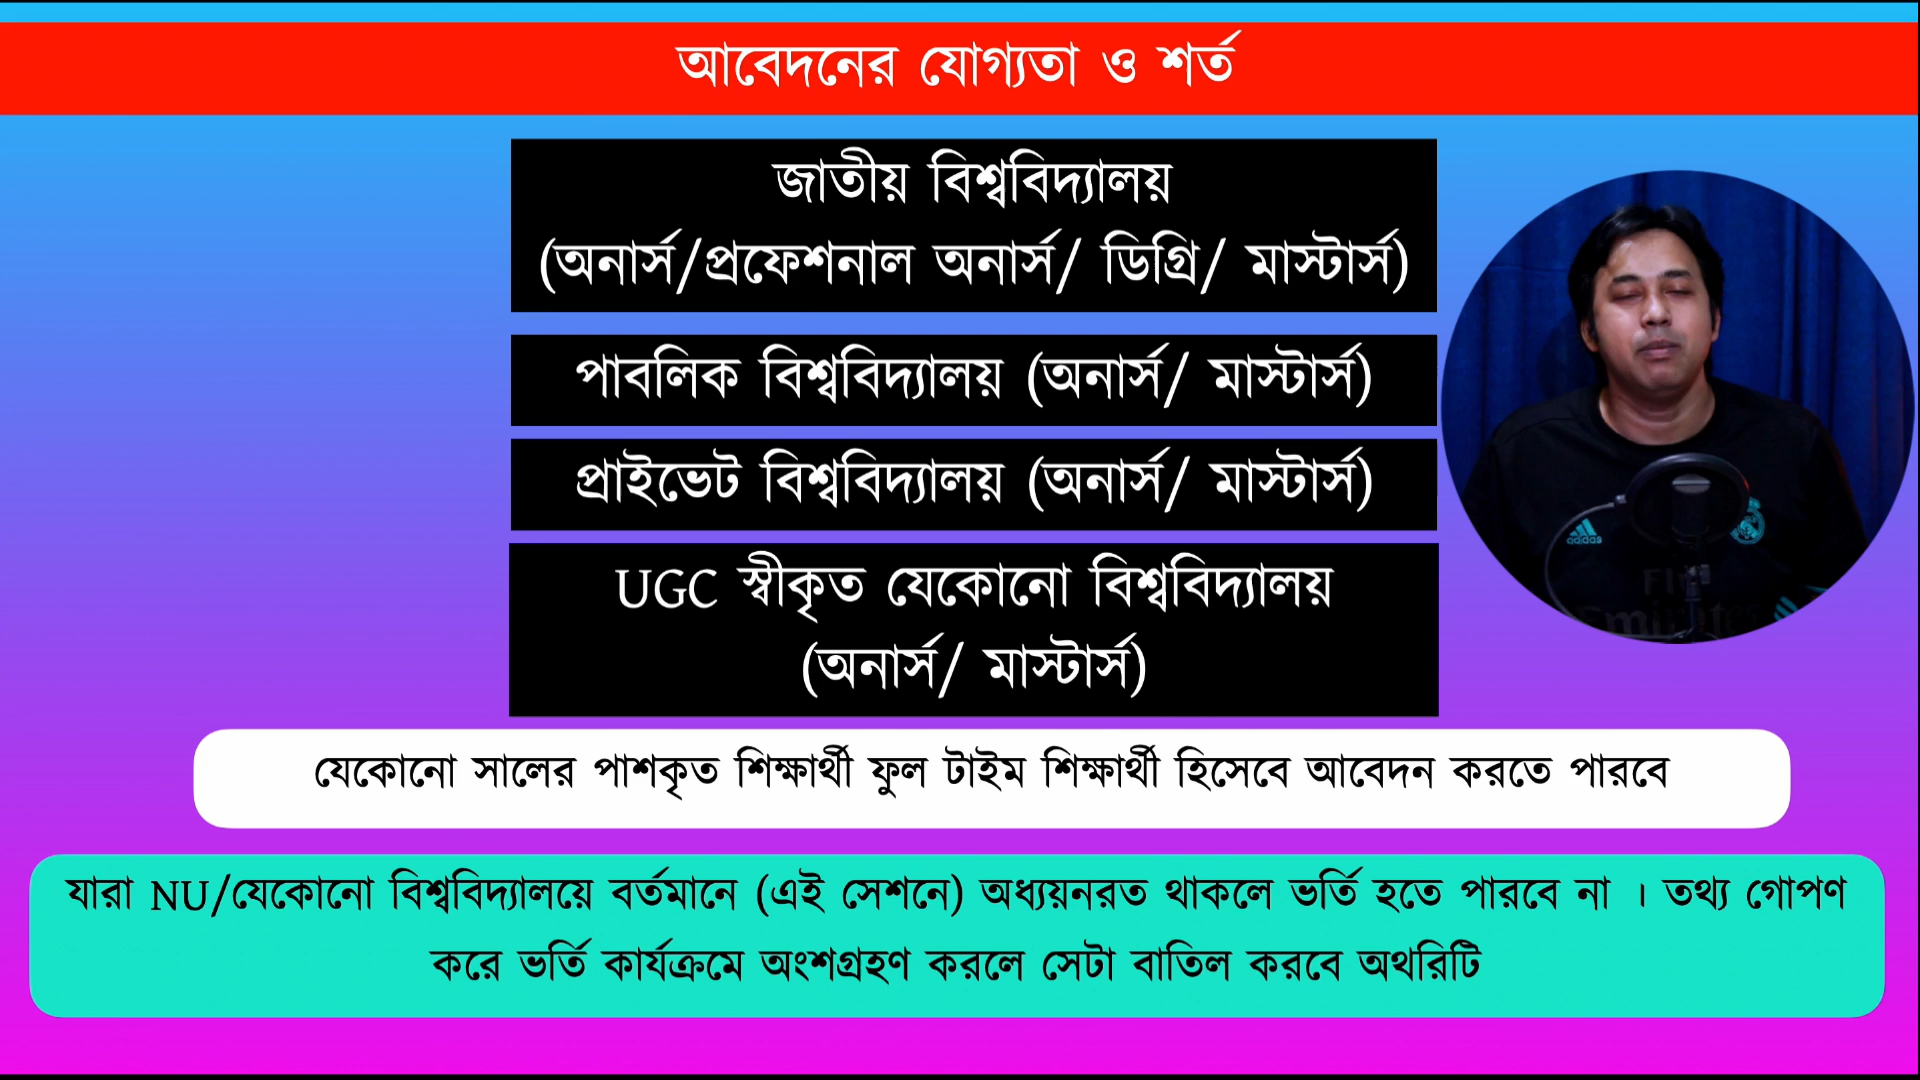 আবেদনের যোগ্যতা ও শর্ত
জাতীয় বিশ্ববিদ্যালয়
(অনার্স/প্রফেশনাল অনার্স/ ডিগ্রি/ মাস্টার্স)
পাবলিক বিশ্ববিদ্যালয় (অনার্স/ মাস্টার্স)
প্রাইভেট বিশ্ববিদ্যালয় (অনার্স/ মাস্টার্স)
UGC স্বীকৃত যেকোনো বিশ্ববিদ্যালয়
(অনার্স/ মাস্টার্স)
adidas
যেকোনো সালের পাশকৃত শিক্ষার্থী ফুল টাইম শিক্ষার্থী হিসেবে আবেদন করতে পারবে
যারা NU/যেকোনো বিশ্ববিদ্যালয়ে বর্তমানে (এই সেশনে) অধ্যয়নরত থাকলে ভর্তি হতে পারবে না । তথ্য গোপণ
করে ভর্তি কার্যক্রমে অংশগ্রহণ করলে সেটা বাতিল করবে অথরিটি